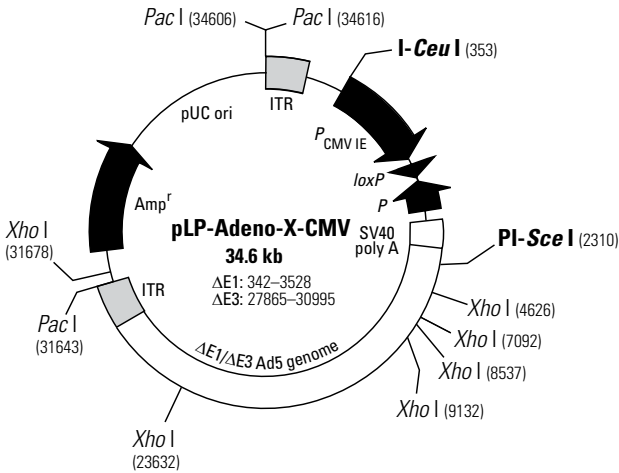 Pac I (34606)
Pac I (34616)
I-Ceu I (353)
ITR
pUC ori
P CMV IE
loxP
P
Ampʳ
pLP-Adeno-X-CMV
34.6 kb
ΔE1: 342–3528
ΔE3: 27865–30995
SV40
poly A
PI-Sce I (2310)
Xho I
(31678)
ITR
Pac I
(31643)
Xho I (4626)
Xho I (7092)
Xho I (8537)
Xho I (9132)
ΔE1/ΔE3 Ad5 genome
Xho I
(23632)